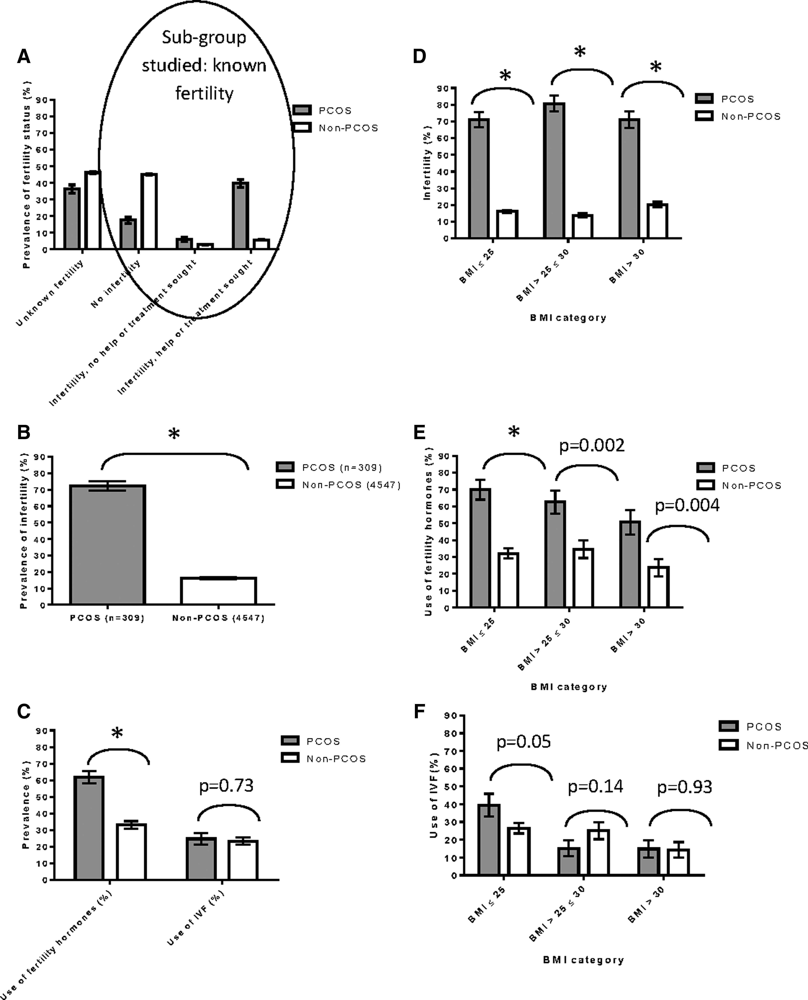 A
Sub-group
studied: known
fertility
Prevalence of fertility status (%)
90
80
70
60
50
40
30
20
10
0
PCOS
Non-PCOS
Unknown fertility
No infertility
Infertility, no help or treatment sought
Infertility, help or treatment sought
B
*
Prevalence of infertility (%)
90
80
70
60
50
40
30
20
10
0
PCOS (n=309)
Non-PCOS (4547)
PCOS (n=309)
Non-PCOS (4547)
C
*
p=0.73
Prevalence (%)
90
80
70
60
50
40
30
20
10
0
PCOS
Non-PCOS
Use of fertility hormones (%)
Use of IVF (%)
D
*
*
*
Infertility (%)
90
80
70
60
50
40
30
20
10
0
PCOS
Non-PCOS
BMI ≤ 25
BMI > 25 ≤ 30
BMI > 30
BMI category
E
*
p=0.002
p=0.004
Use of fertility hormones (%)
90
80
70
60
50
40
30
20
10
0
PCOS
Non-PCOS
BMI ≤ 25
BMI > 25 ≤ 30
BMI > 30
BMI category
F
p=0.05
p=0.14
p=0.93
Use of IVF (%)
90
80
70
60
50
40
30
20
10
0
PCOS
Non-PCOS
BMI ≤ 25
BMI > 25 ≤ 30
BMI > 30
BMI category